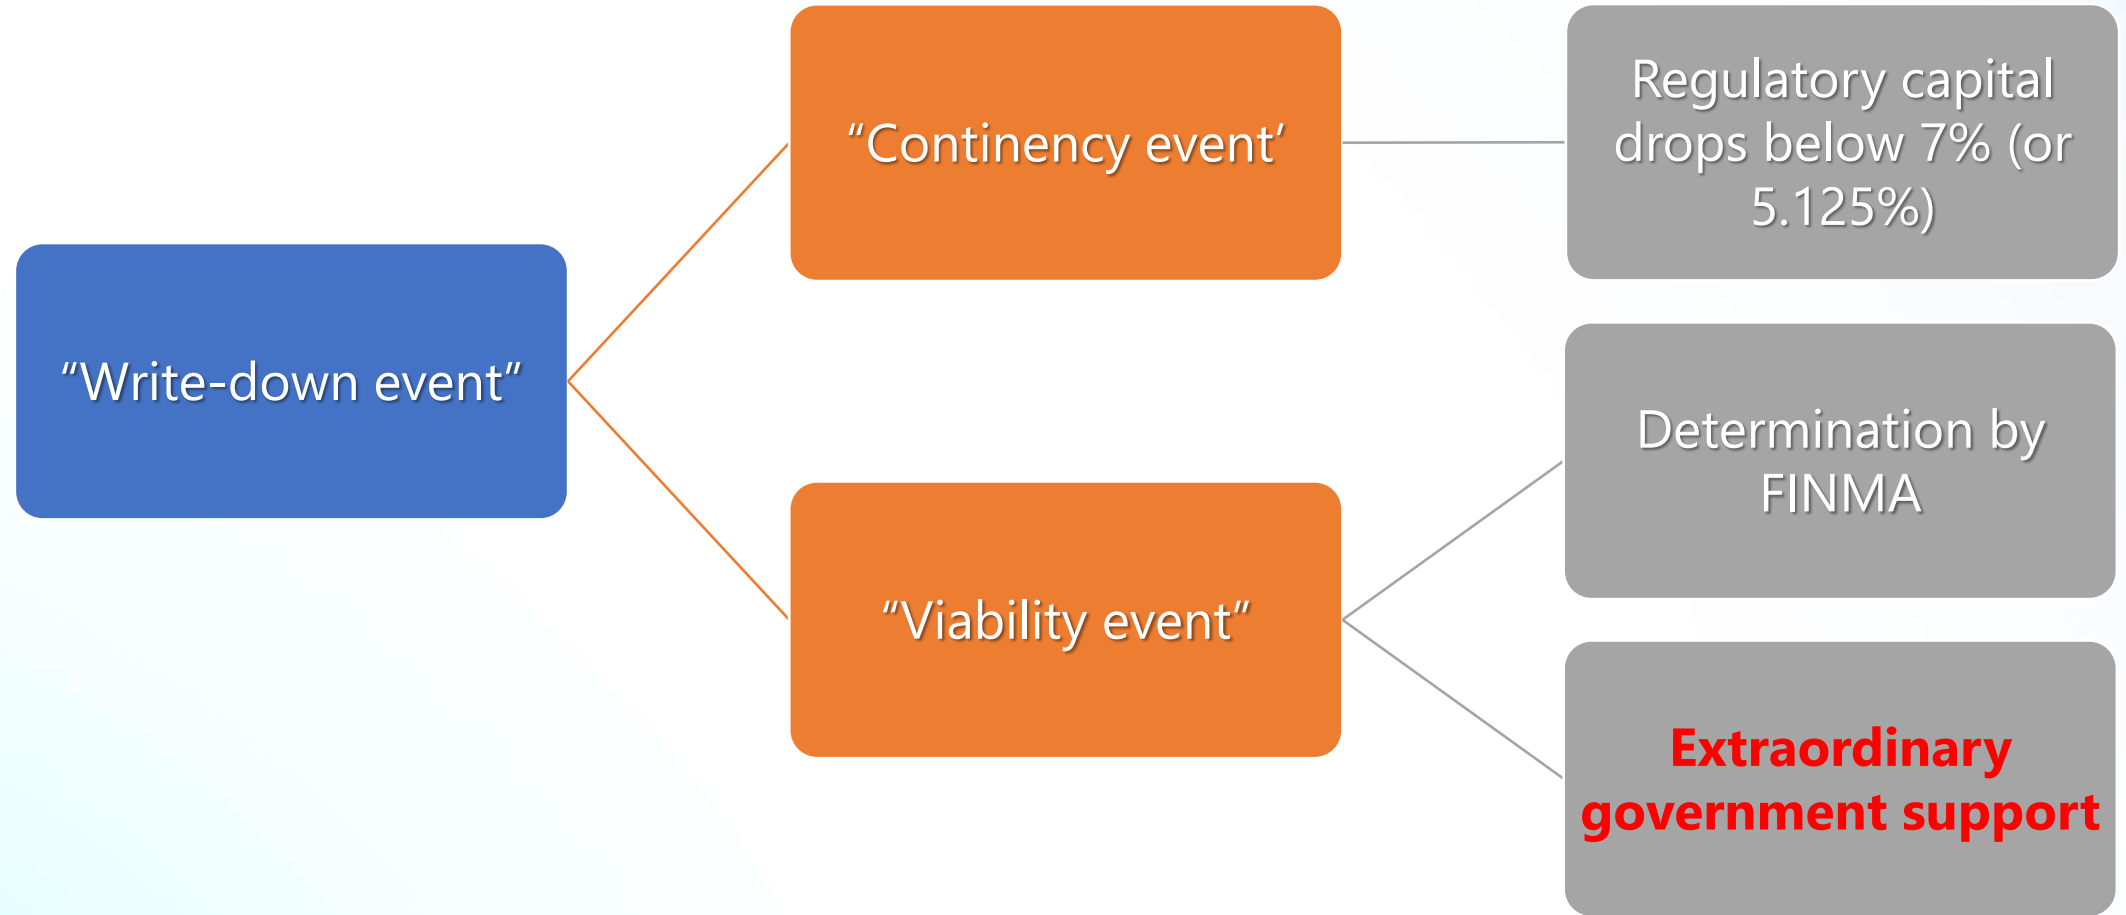 “Write-down event”
“Continency event’
“Viability event”
Regulatory capital
drops below 7% (or
5.125%)
Determination by
FINMA
Extraordinary
government support